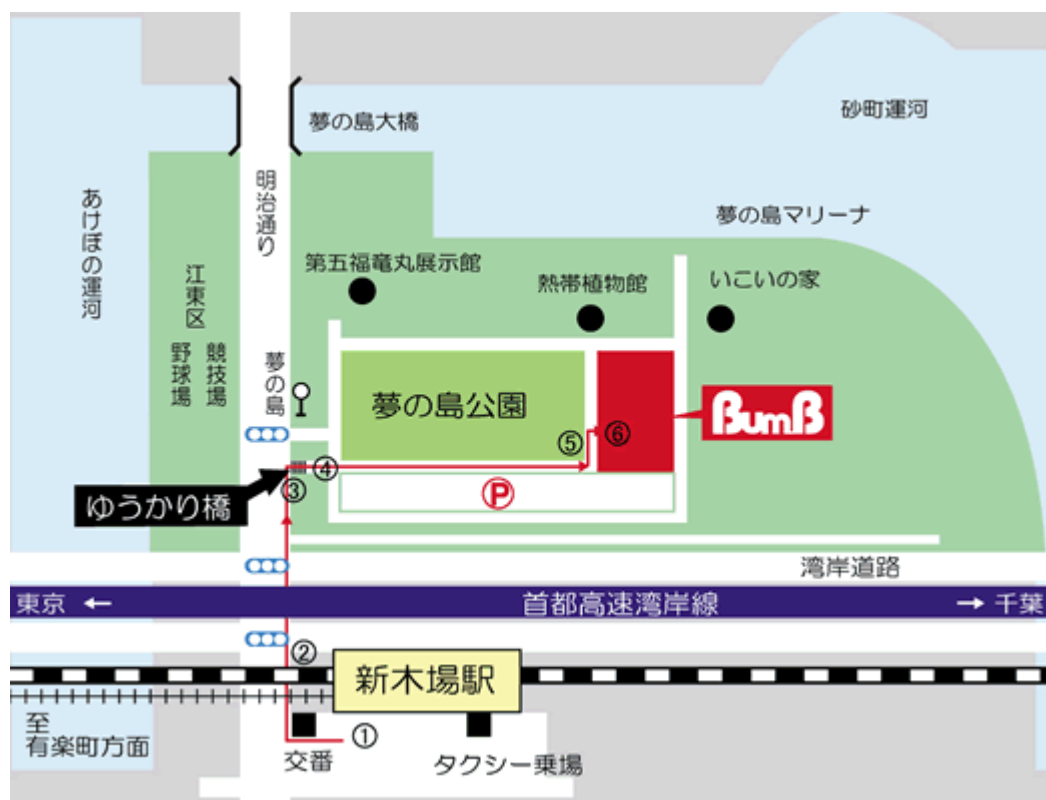 夢の島大橋
砂町運河
明治通り
あけぼの運河
夢の島マリーナ
第五福竜丸展示館
熱帯植物館
いこいの家
江東区
競技場
野球場
夢の島
夢の島公園
BumB
⑤
⑥
④
③
P
ゆうかり橋
湾岸道路
東京 ←
首都高速湾岸線
→ 千葉
②
新木場駅
至
有楽町方面
①
交番
タクシー乗場